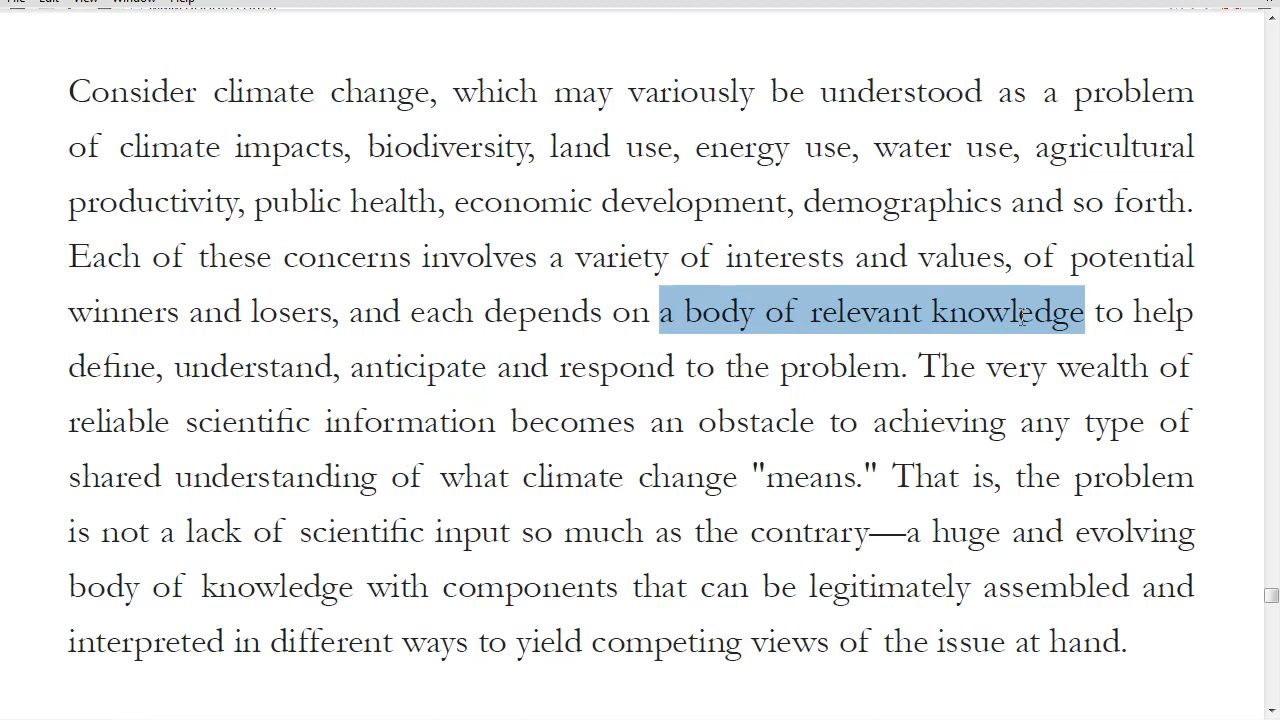 File Edit View Window Help
Consider climate change, which may variously be understood as a problem
of climate impacts, biodiversity, land use, energy use, water use, agricultural
productivity, public health, economic development, demographics and so forth.
Each of these concerns involves a variety of interests and values, of potential
winners and losers, and each depends on a body of relevant knowledge to help
define, understand, anticipate and respond to the problem. The very wealth of
reliable scientific information becomes an obstacle to achieving any type of
shared understanding of what climate change "means." That is, the problem
is not a lack of scientific input so much as the contrary—a huge and evolving
body of knowledge with components that can be legitimately assembled and
interpreted in different ways to yield competing views of the issue at hand.